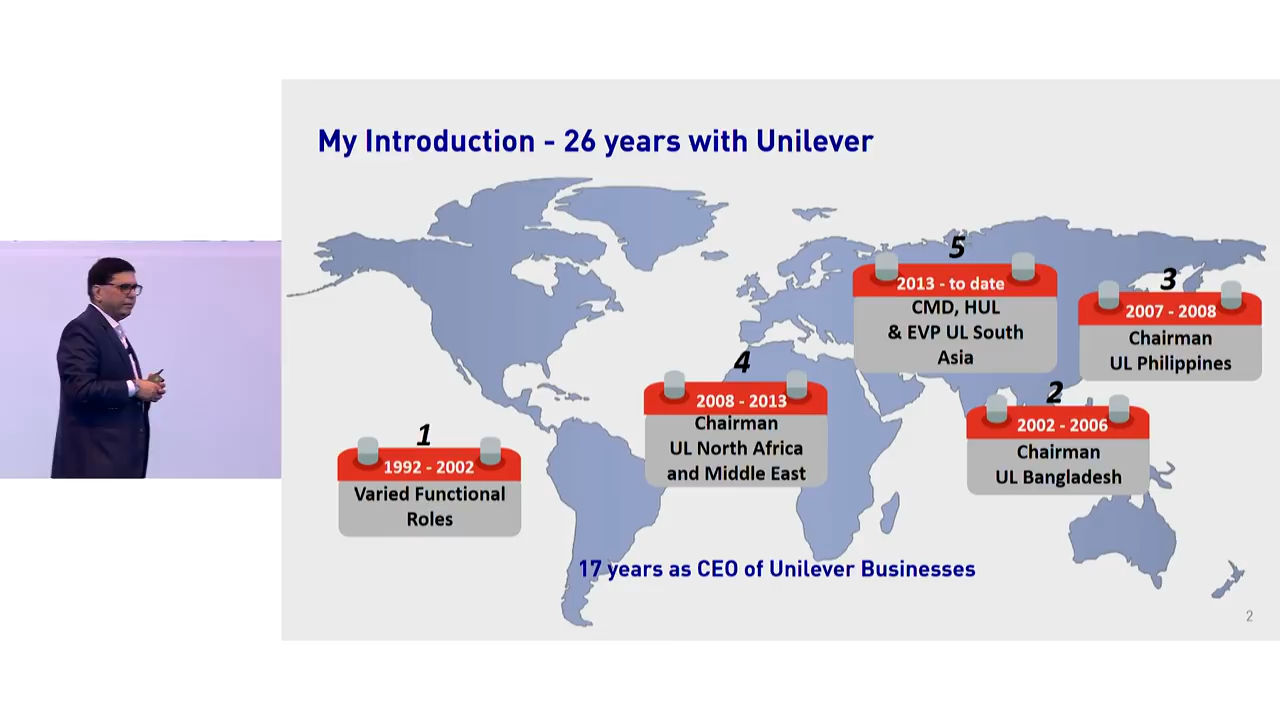 My Introduction - 26 years with Unilever
1
1992 - 2002
Varied Functional
Roles
2
2002 - 2006
Chairman
UL Bangladesh
3
2007 - 2008
Chairman
UL Philippines
4
2008 - 2013
Chairman
UL North Africa
and Middle East
5
2013 - to date
CMD, HUL
& EVP UL South
Asia
17 years as CEO of Unilever Businesses
2